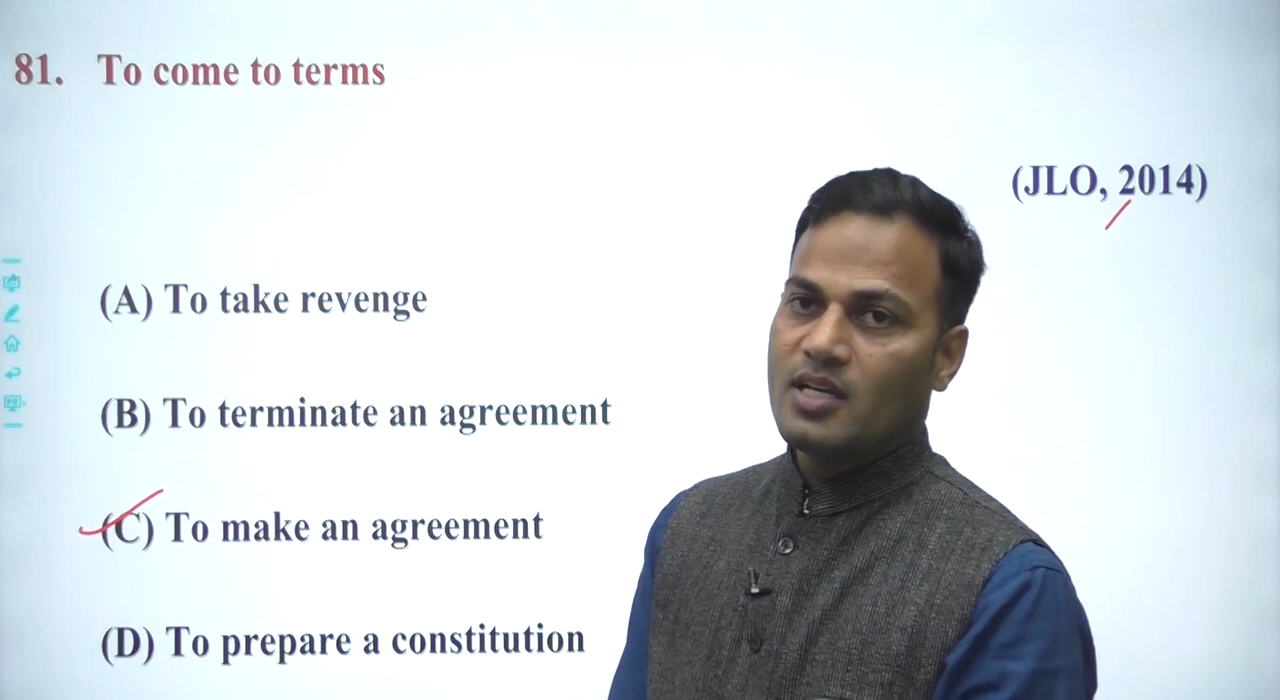 81. To come to terms
(JLO, 2014)
(A) To take revenge
(B) To terminate an agreement
(C) To make an agreement
(D) To prepare a constitution